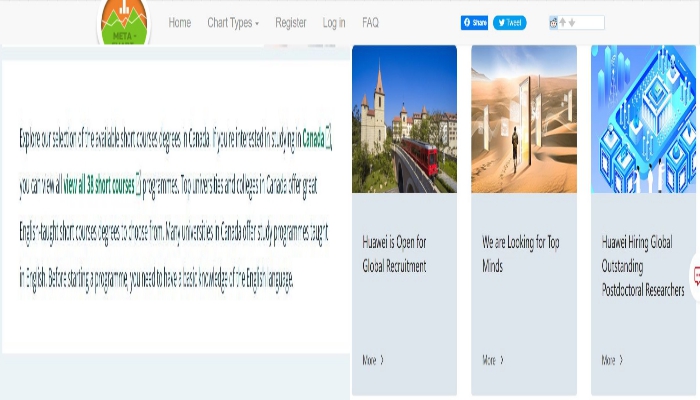 META -
CHART
Home
Chart Types
Register
Log in
FAQ
Share
Tweet
Explore our selection of the available short courses degrees in Canada. If you're interested in studying in Canada,
you can view all view all 38 short courses programmes. Top universities and colleges in Canada offer great
English-taught short courses degrees to choose from. Many universities in Canada offer study programmes taught
in English. Before starting a programme, you need to have a basic knowledge of the English language.
Huawei is Open for
Global Recruitment
More
We are Looking for Top
Minds
More
Huawei Hiring Global
Outstanding
Postdoctoral Researchers
More